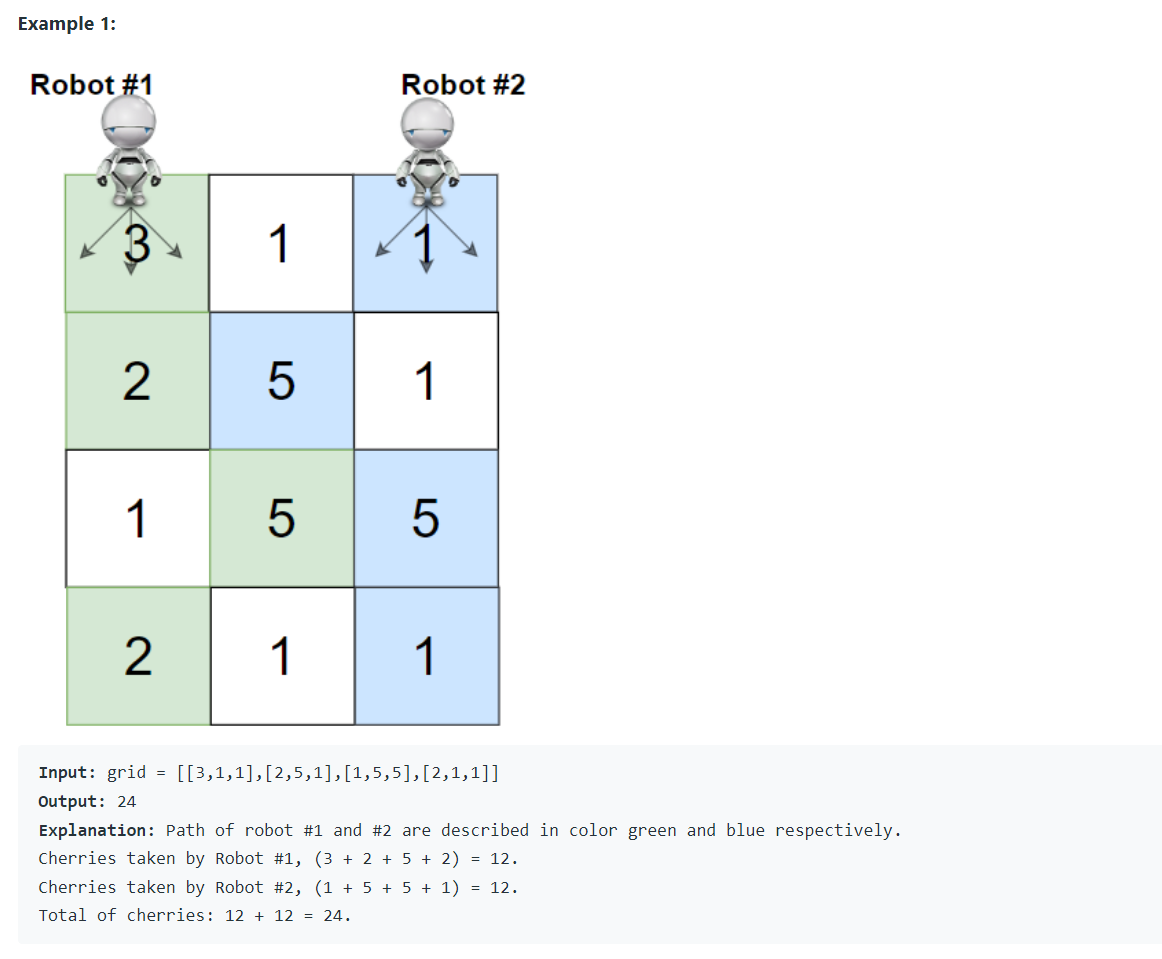 Example 1:
Robot #1 Robot #2
3 1 1
2 5 1
1 5 5
2 1 1
Input: grid = [[3,1,1],[2,5,1],[1,5,5],[2,1,1]]
Output: 24
Explanation: Path of robot #1 and #2 are described in color green and blue respectively.
Cherries taken by Robot #1, (3 + 2 + 5 + 2) = 12.
Cherries taken by Robot #2, (1 + 5 + 5 + 1) = 12.
Total of cherries: 12 + 12 = 24.